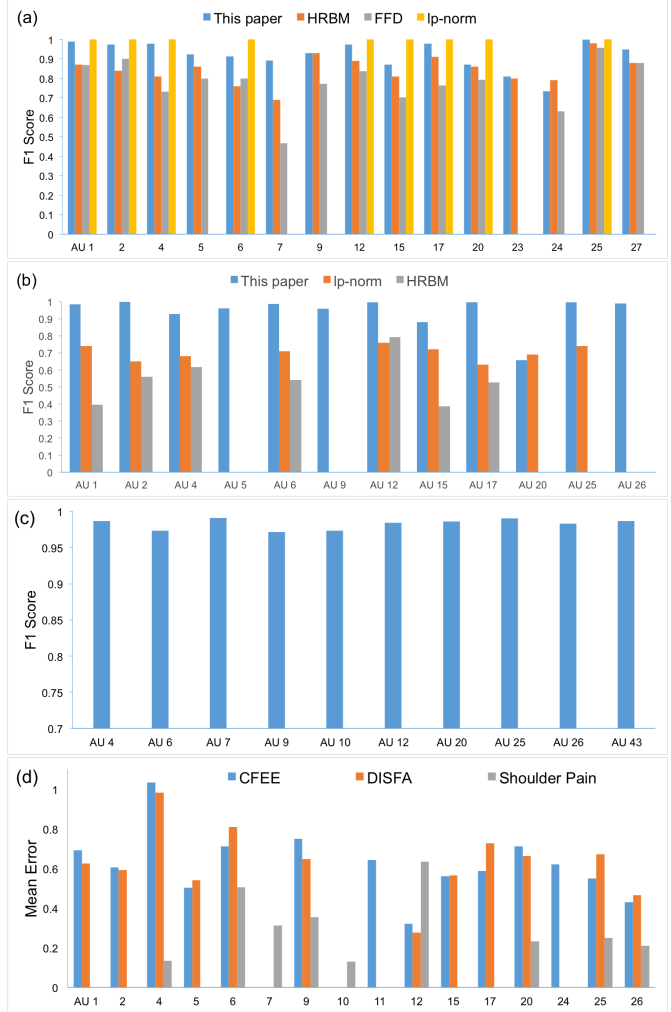 (a)
This paper HRBM FFD lp-norm
F1 Score
1
0.9
0.8
0.7
0.6
0.5
0.4
0.3
0.2
0.1
0
AU 1 2 4 5 6 7 9 12 15 17 20 23 24 25 27
(b)
This paper lp-norm HRBM
F1 Score
1
0.9
0.8
0.7
0.6
0.5
0.4
0.3
0.2
0.1
0
AU 1 AU 2 AU 4 AU 5 AU 6 AU 9 AU 12 AU 15 AU 17 AU 20 AU 25 AU 26
(c)
F1 Score
1
0.95
0.9
0.85
0.8
0.75
0.7
AU 4 AU 6 AU 7 AU 9 AU 10 AU 12 AU 20 AU 25 AU 26 AU 43
(d)
CFEE DISFA Shoulder Pain
Mean Error
1
0.8
0.6
0.4
0.2
0
AU 1 2 4 5 6 7 9 10 11 12 15 17 20 24 25 26